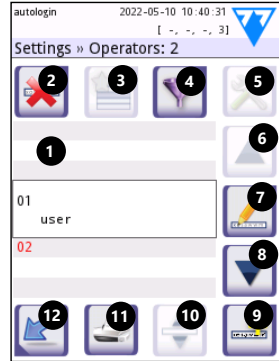 autologin 2022-05-10 10:40:31
[ -, -, -, 3]
Settings » Operators: 2
2 3 4 5
1
6
01
user
7
02
8
12 11 10 9